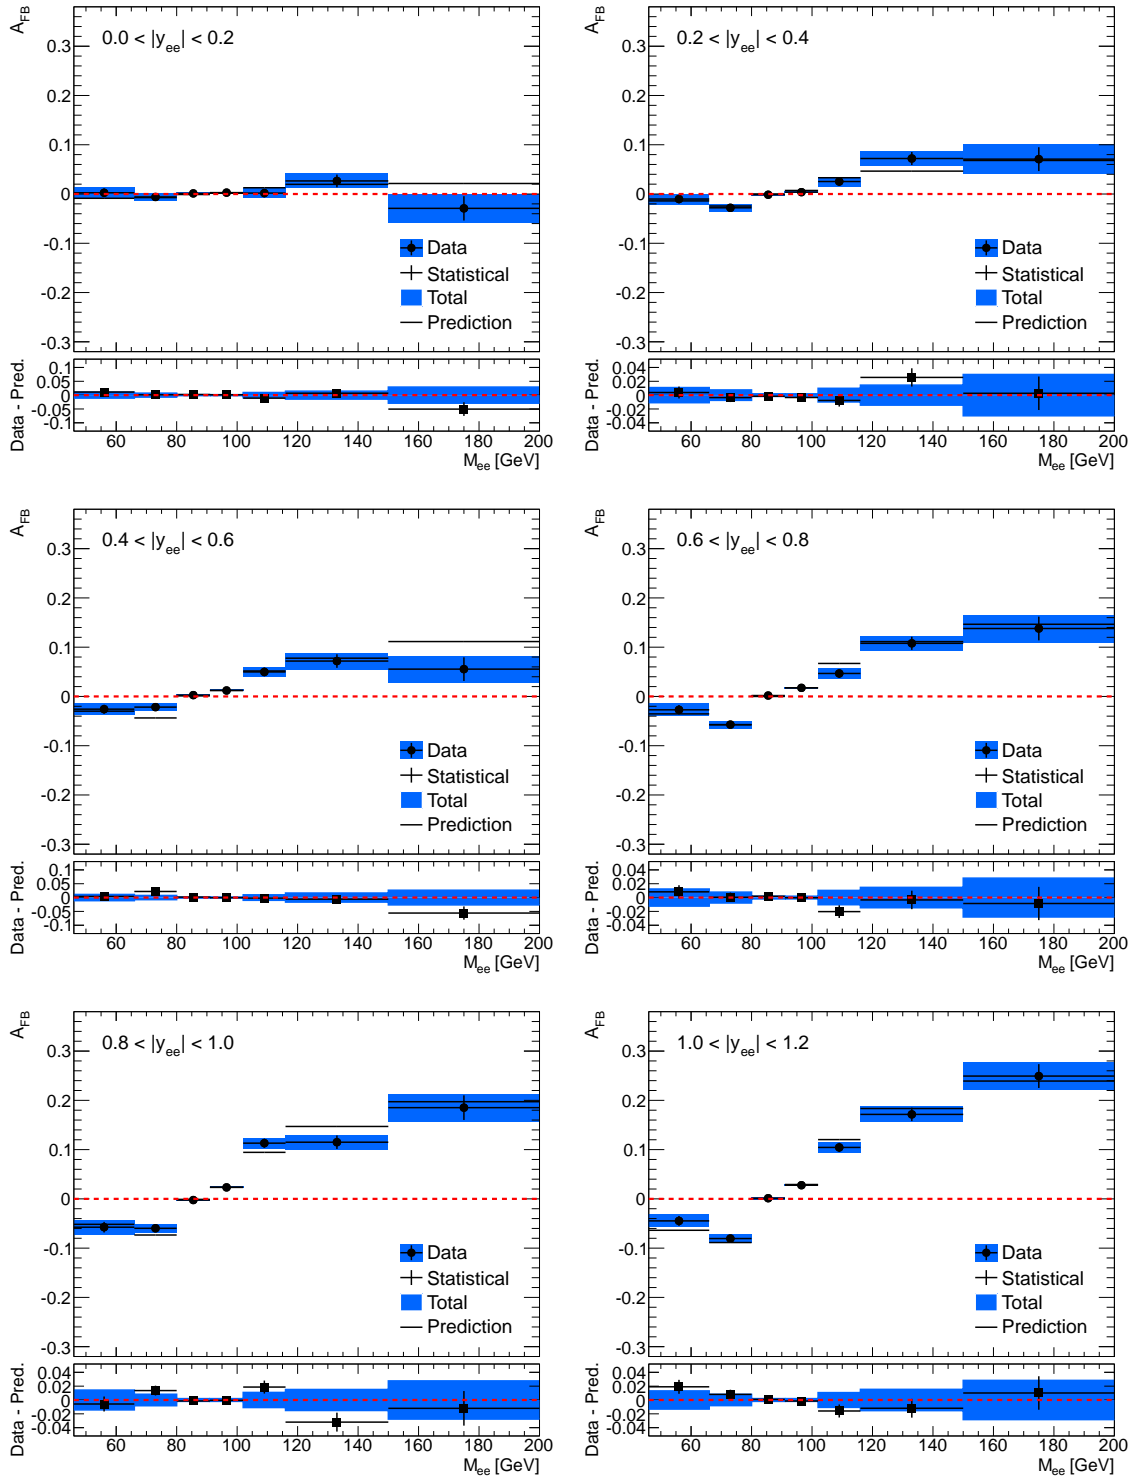 A_FB
0.0 < |y_ee| < 0.2
0.3
0.2
0.1
0
-0.1
-0.2
-0.3
Data
Statistical
Total
Prediction
Data - Pred.
0.1
0.05
0
-0.05
-0.1
60 80 100 120 140 160 180 200
M_ee [GeV]
A_FB
0.2 < |y_ee| < 0.4
0.3
0.2
0.1
0
-0.1
-0.2
-0.3
Data
Statistical
Total
Prediction
Data - Pred.
0.04
0.02
0
-0.02
-0.04
60 80 100 120 140 160 180 200
M_ee [GeV]
A_FB
0.4 < |y_ee| < 0.6
0.3
0.2
0.1
0
-0.1
-0.2
-0.3
Data
Statistical
Total
Prediction
Data - Pred.
0.1
0.05
0
-0.05
-0.1
60 80 100 120 140 160 180 200
M_ee [GeV]
A_FB
0.6 < |y_ee| < 0.8
0.3
0.2
0.1
0
-0.1
-0.2
-0.3
Data
Statistical
Total
Prediction
Data - Pred.
0.04
0.02
0
-0.02
-0.04
60 80 100 120 140 160 180 200
M_ee [GeV]
A_FB
0.8 < |y_ee| < 1.0
0.3
0.2
0.1
0
-0.1
-0.2
-0.3
Data
Statistical
Total
Prediction
Data - Pred.
0.04
0.02
0
-0.02
-0.04
60 80 100 120 140 160 180 200
M_ee [GeV]
A_FB
1.0 < |y_ee| < 1.2
0.3
0.2
0.1
0
-0.1
-0.2
-0.3
Data
Statistical
Total
Prediction
Data - Pred.
0.04
0.02
0
-0.02
-0.04
60 80 100 120 140 160 180 200
M_ee [GeV]